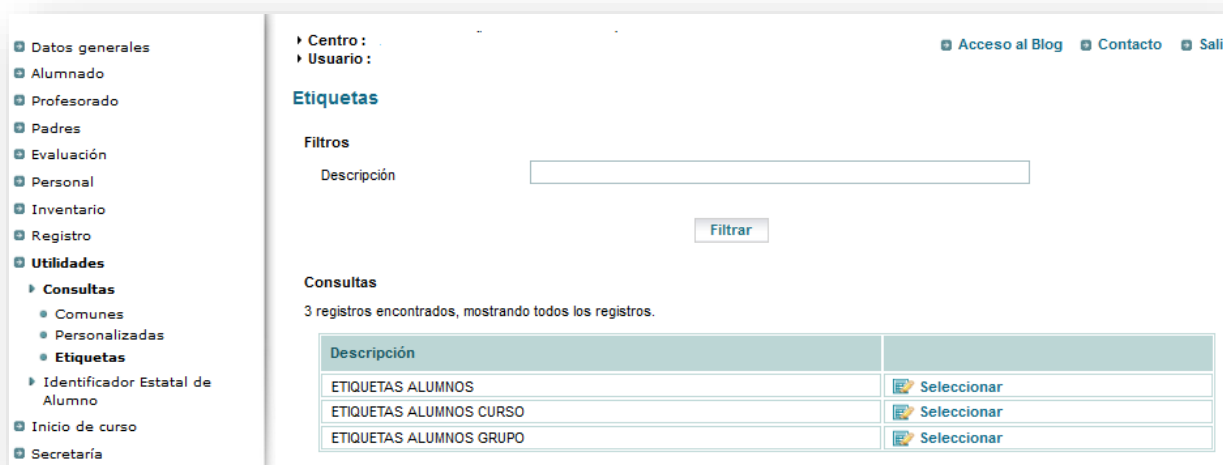 Datos generales
Alumnado
Profesorado
Padres
Evaluación
Personal
Inventario
Registro
Utilidades
Consultas
Comunes
Personalizadas
Etiquetas
Identificador Estatal de
Alumno
Inicio de curso
Secretaría
Centro :
Usuario :
Acceso al Blog Contacto Sali
Etiquetas
Filtros
Descripción
Filtrar
Consultas
3 registros encontrados, mostrando todos los registros.
Descripción
ETIQUETAS ALUMNOS Seleccionar
ETIQUETAS ALUMNOS CURSO Seleccionar
ETIQUETAS ALUMNOS GRUPO Seleccionar